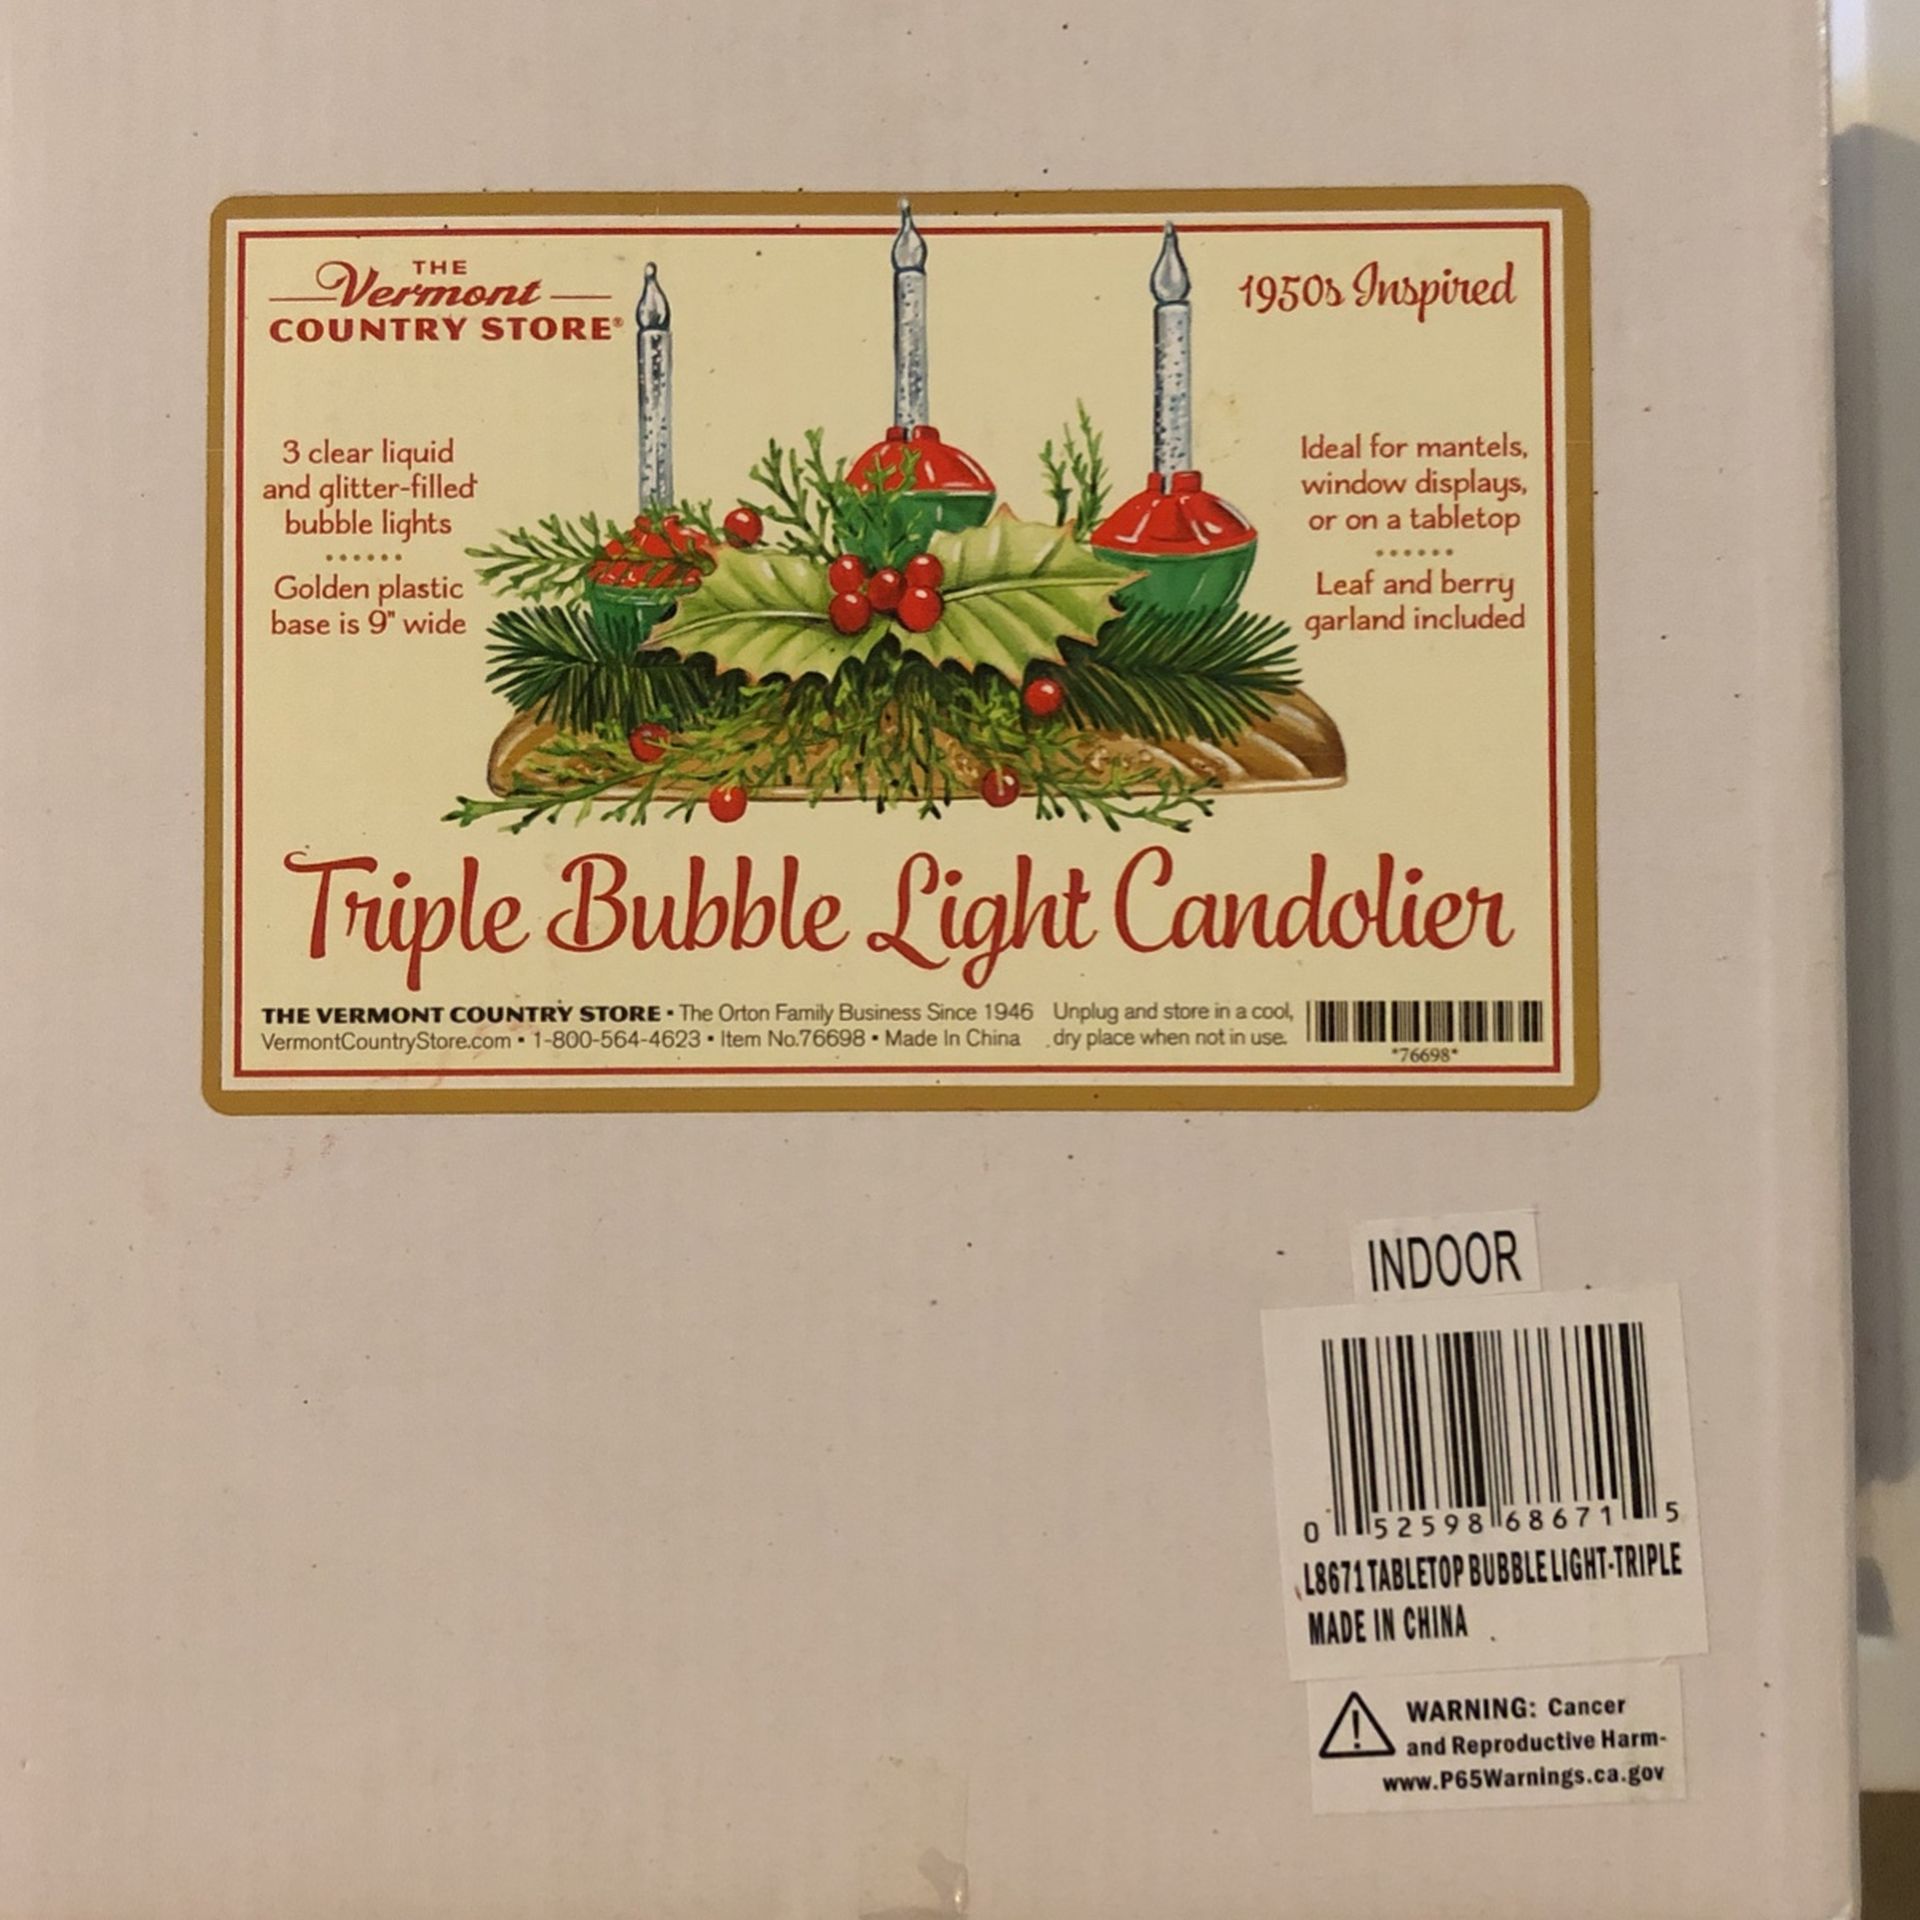 THE
Vermont
COUNTRY STORE®
1950s Inspired
3 clear liquid
and glitter-filled
bubble lights
Golden plastic
base is 9" wide
Ideal for mantels,
window displays,
or on a tabletop
Leaf and berry
garland included
Triple Bubble Light Candolier
THE VERMONT COUNTRY STORE ▪ The Orton Family Business Since 1946
VermontCountryStore.com ▪ 1-800-564-4623 ▪ Item No.76698 ▪ Made In China
Unplug and store in a cool,
dry place when not in use.
*76698*
INDOOR
0 52598 68671 5
L8671 TABLETOP BUBBLE LIGHT-TRIPLE
MADE IN CHINA
WARNING: Cancer
and Reproductive Harm-
www.P65Warnings.ca.gov